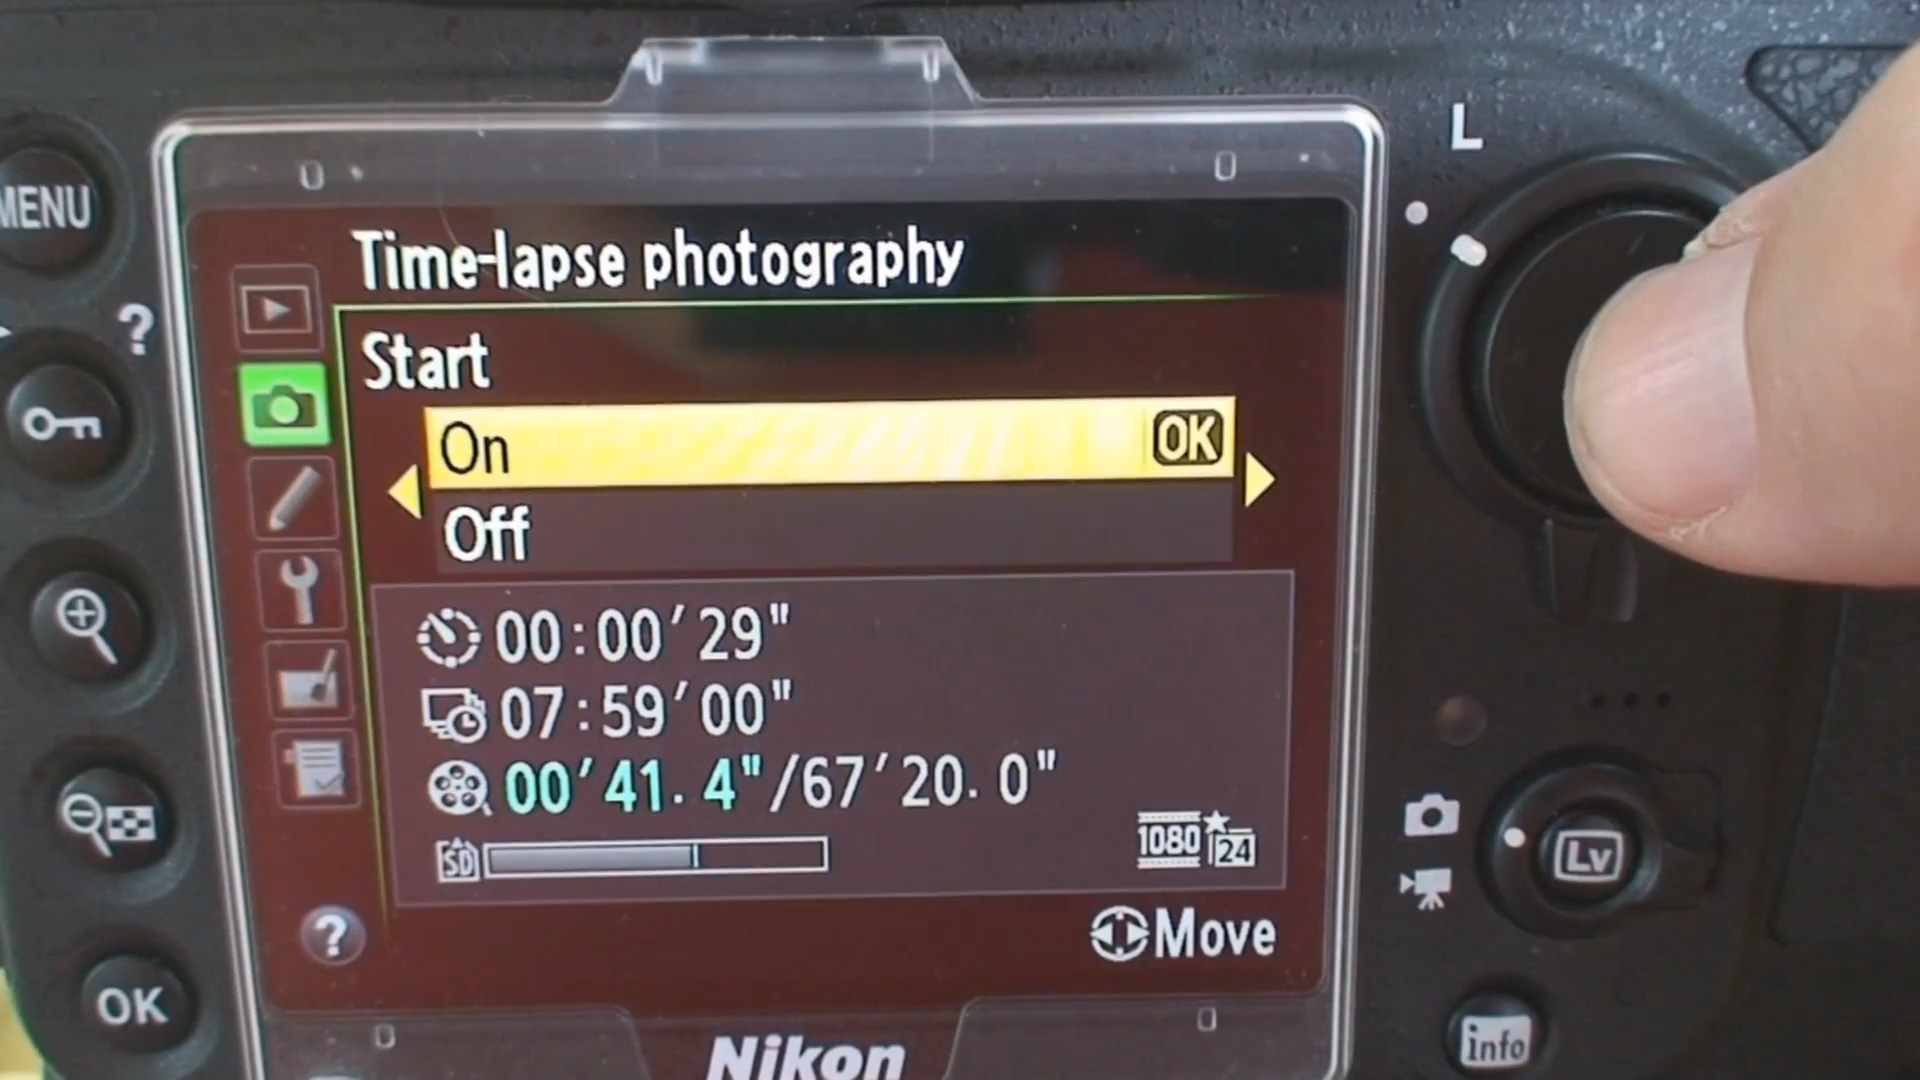 L
MENU
?
Time-lapse photography
Start
On OK
Off
00:00'29"
07:59'00"
00'41.4"/67'20.0"
SD
1080 24
? Move
Lv
OK
Nikon
info